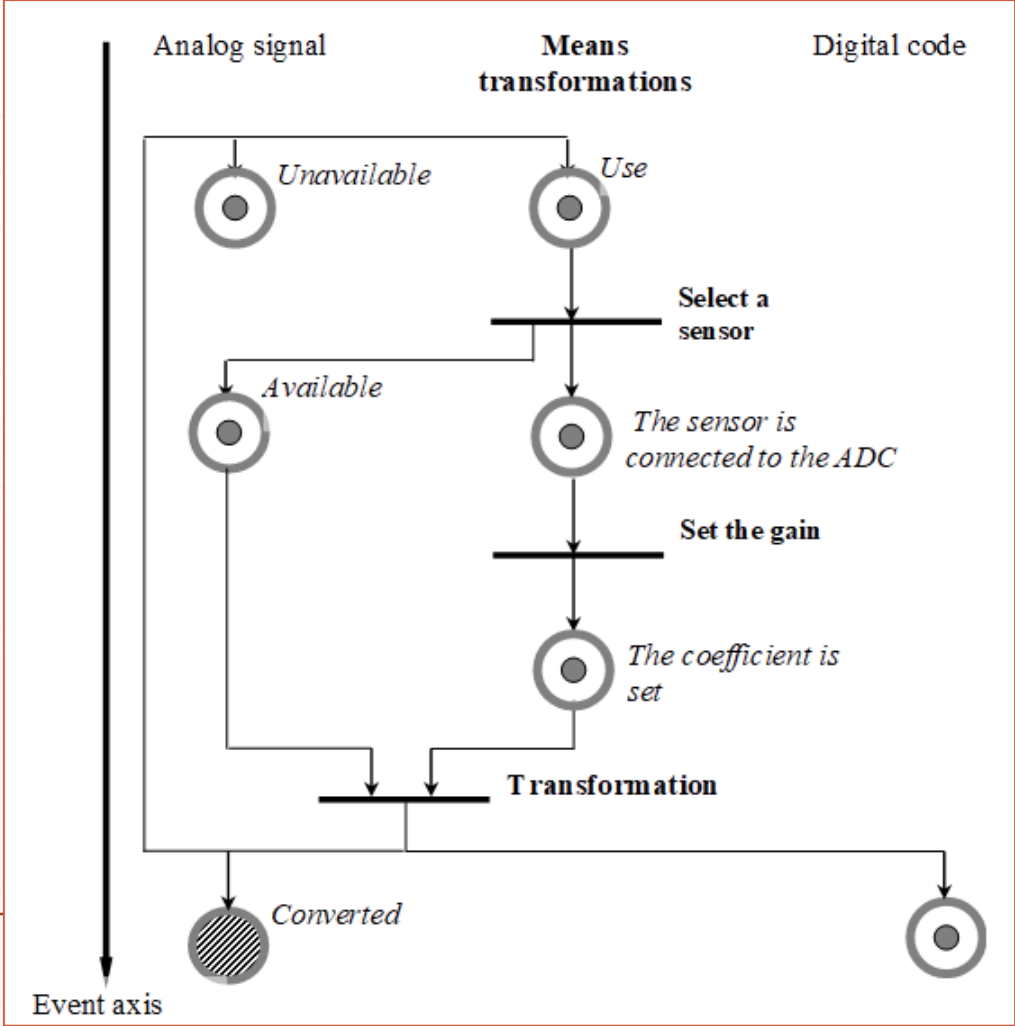 Analog signal
Means
transformations
Digital code
Unavailable
Use
Select a
sensor
Available
The sensor is
connected to the ADC
Set the gain
The coefficient is
set
Transformation
Converted
Event axis